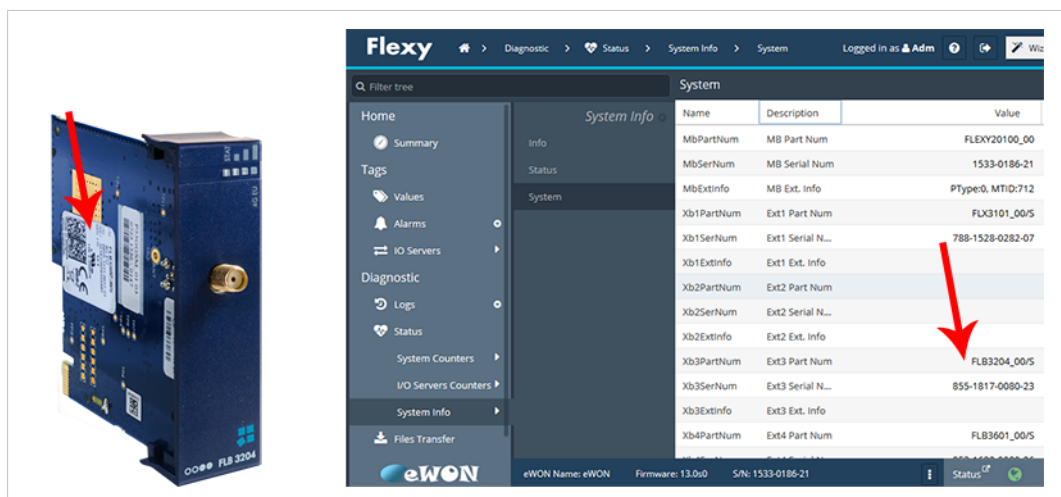 STAT
4G EU
FLB 3204
Flexy
Diagnostic
Status
System Info
System
Logged in as Adm
Wiz
Filter tree
System
Home
System Info
Name
Description
Value
Summary
Info
MbPartNum
MB Part Num
FLEXY20100_00
Tags
Status
MbSerNum
MB Serial Num
1533-0186-21
Values
System
MbExtInfo
MB Ext. Info
PType:0, MTID:712
Alarms
Xb1PartNum
Ext1 Part Num
FLX3101_00/S
Xb1SerNum
Ext1 Serial N...
788-1528-0282-07
IO Servers
Xb1ExtInfo
Ext1 Ext. Info
Diagnostic
Xb2PartNum
Ext2 Part Num
Logs
Xb2SerNum
Ext2 Serial N...
Status
Xb2ExtInfo
Ext2 Ext. Info
System Counters
Xb3PartNum
Ext3 Part Num
FLB3204_00/S
I/O Servers Counters
Xb3SerNum
Ext3 Serial N...
855-1817-0080-23
System Info
Xb3ExtInfo
Ext3 Ext. Info
Files Transfer
Xb4PartNum
Ext4 Part Num
FLB3601_00/S
eWON
eWON Name: eWON
Firmware: 13.0s0
S/N: 1533-0186-21
Status